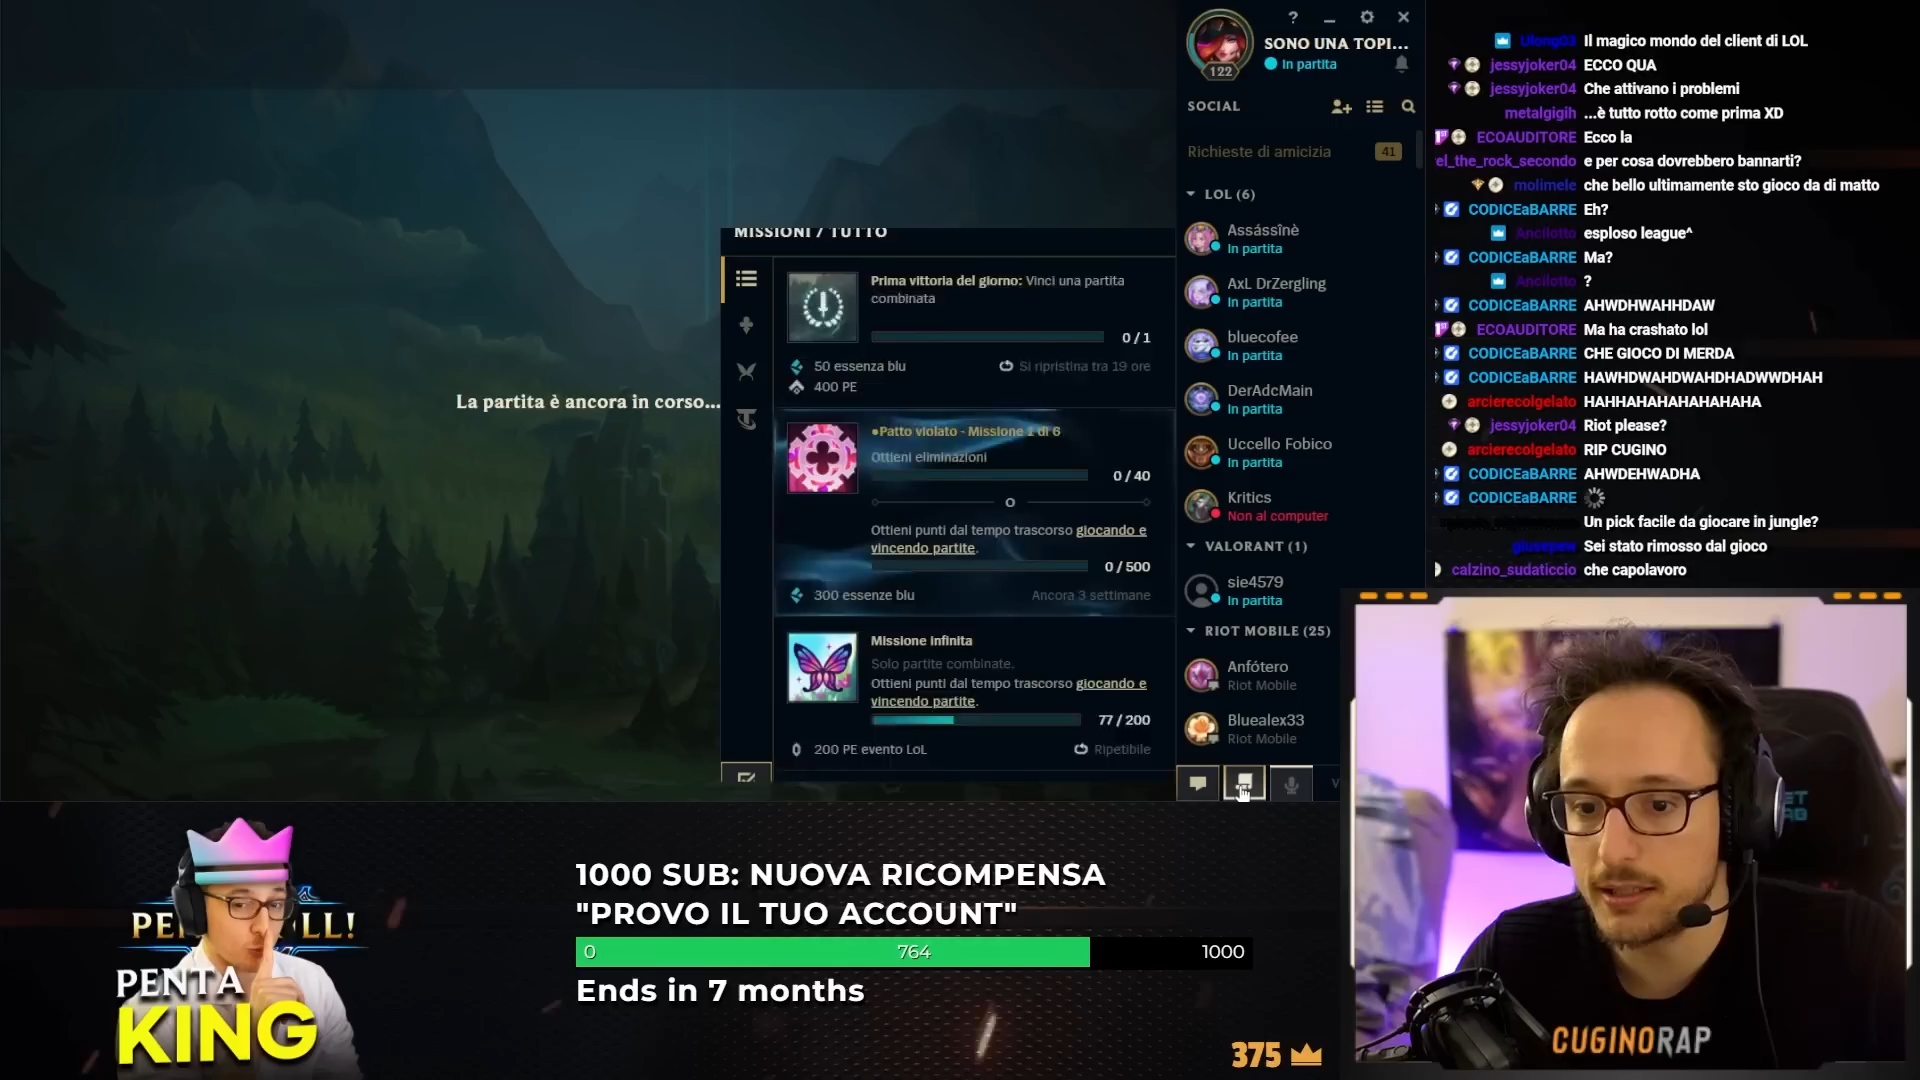 SONO UNA TOPI...
122
In partita
SOCIAL
Richieste di amicizia
41
LOL (6)
Assássînè
In partita
AxL DrZergling
In partita
bluecofee
In partita
DerAdcMain
In partita
Uccello Fobico
In partita
Kritics
Non al computer
VALORANT (1)
sie4579
In partita
RIOT MOBILE (25)
Anfótero
Riot Mobile
Bluealex33
Riot Mobile
La partita è ancora in corso...
MISSIONI / TUTTO
Prima vittoria del giorno: Vinci una partita
combinata
0 / 1
50 essenza blu
Si ripristina tra 19 ore
400 PE
•Patto violato - Missione 1 di 6
Ottieni eliminazioni
0 / 40
O
Ottieni punti dal tempo trascorso giocando e
vincendo partite.
0 / 500
300 essenze blu
Ancora 3 settimane
Missione infinita
Solo partite combinate.
Ottieni punti dal tempo trascorso giocando e
vincendo partite.
77 / 200
200 PE evento LoL
Ripetibile
Ulong03 Il magico mondo del client di LOL
jessyjoker04 ECCO QUA
jessyjoker04 Che attivano i problemi
metalgigih ...è tutto rotto come prima XD
ECOAUDITORE Ecco la
el_the_rock_secondo e per cosa dovrebbero bannarti?
molimele che bello ultimamente sto gioco da di matto
CODICEaBARRE Eh?
Ancilotto esploso league^
CODICEaBARRE Ma?
Ancilotto ?
CODICEaBARRE AHWDHWAHHDAW
ECOAUDITORE Ma ha crashato lol
CODICEaBARRE CHE GIOCO DI MERDA
CODICEaBARRE HAWHDWAHDWAHDHADWWDHAH
arcierecolgelato HAHHAHAHAHAHAHA
jessyjoker04 Riot please?
arcierecolgelato RIP CUGINO
CODICEaBARRE AHWDEHWADHA
CODICEaBARRE
Un pick facile da giocare in jungle?
giusepew Sei stato rimosso dal gioco
calzino_sudaticcio che capolavoro
PENTA
KING
1000 SUB: NUOVA RICOMPENSA
"PROVO IL TUO ACCOUNT"
0 764 1000
Ends in 7 months
375
CUGINORAP